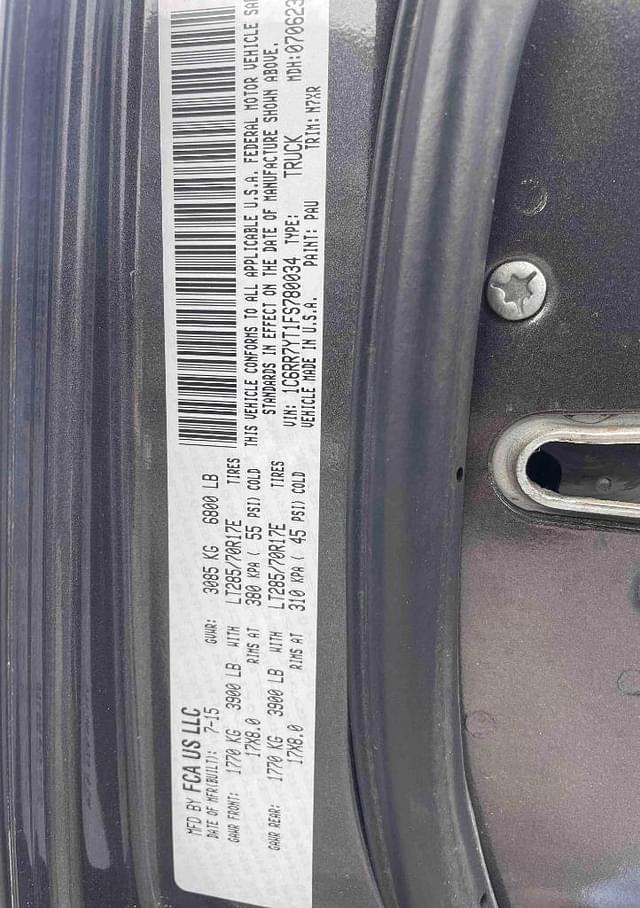 MFD BY FCA US LLC
DATE OF MFR(BUILT): 7-15 GVWR: 3085 KG 6800 LB
GAWR FRONT: 1770 KG 3900 LB WITH LT285/70R17E TIRES
17X8.0 RIMS AT 380 KPA ( 55 PSI) COLD
GAWR REAR: 1770 KG 3900 LB WITH LT285/70R17E TIRES
17X8.0 RIMS AT 310 KPA ( 45 PSI) COLD
THIS VEHICLE CONFORMS TO ALL APPLICABLE U.S.A. FEDERAL MOTOR VEHICLE
STANDARDS IN EFFECT ON THE DATE OF MANUFACTURE SHOWN ABOVE.
VIN: 1C6RR7YT1FS780034 TYPE: TRUCK MDH:070623
VEHICLE MADE IN U.S.A. PAINT: PAU TRIM: M7XR